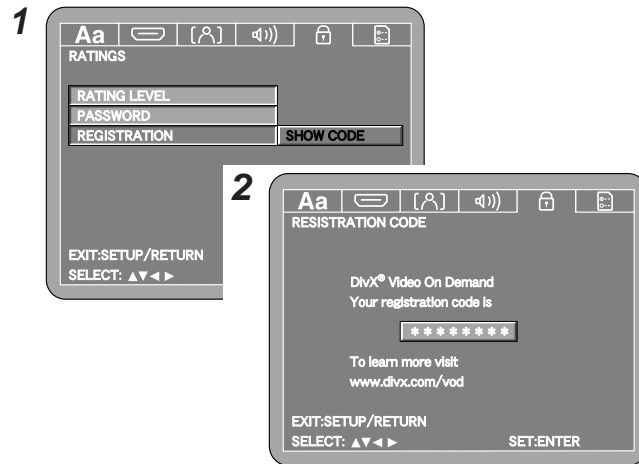 1
Aa
RATINGS
RATING LEVEL
PASSWORD
REGISTRATION SHOW CODE
EXIT:SETUP/RETURN
SELECT: ▲▼◄ ►
2
Aa
RESISTRATION CODE
DivX® Video On Demand
Your registration code is
* * * * * * * *
To learn more visit
www.divx.com/vod
EXIT:SETUP/RETURN
SELECT: ▲▼◄ ► SET:ENTER